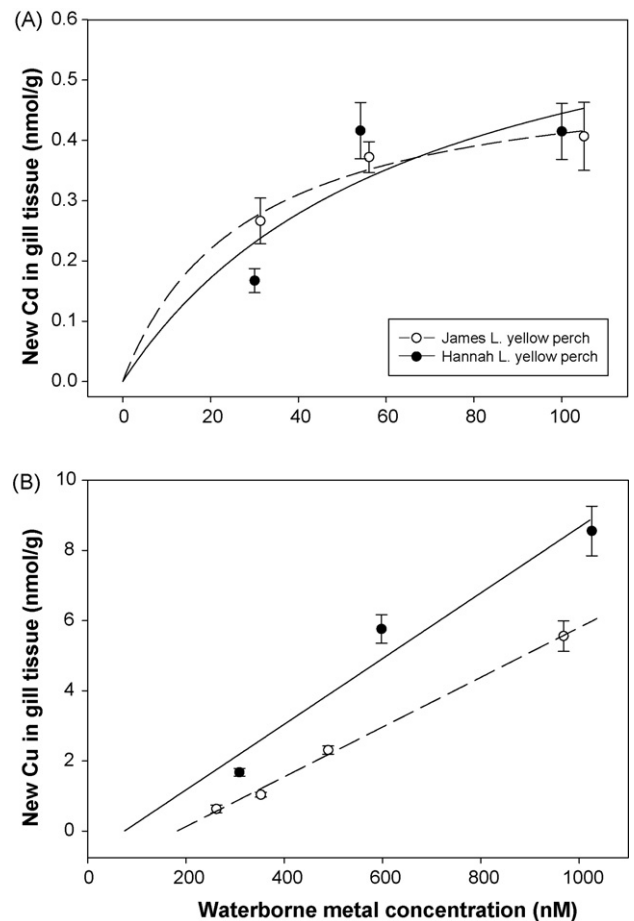 (A)
0.6
0.5
0.4
0.3
0.2
0.1
0.0
New Cd in gill tissue (nmol/g)
James L. yellow perch
Hannah L. yellow perch
0 20 40 60 80 100
(B)
10
8
6
4
2
0
New Cu in gill tissue (nmol/g)
0 200 400 600 800 1000
Waterborne metal concentration (nM)